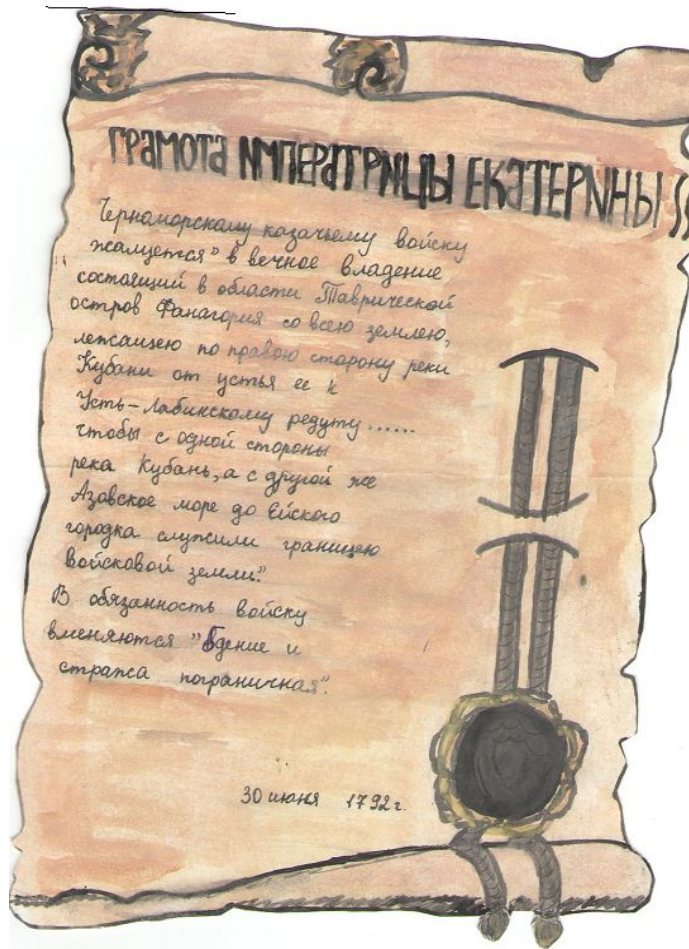 ГРАМОТА ИМПЕРАТРИЦЫ ЕКАТЕРИНЫ II
Черноморскому казачьему войску
"жалуется" в вечное владение
состоящий в области Таврической
остров Фанагория со всею землею,
лежащею по правою сторону реки
Кубани от устья ее к
Усть-Лабинскому редуту......
чтобы с одной стороны
река Кубань, а с другой же
Азовское море до Ейского
городка служили границею
войсковой земли."
В обязанность войску
вменяются "Бдение и
стража пограничная".
30 июня 1792 г.